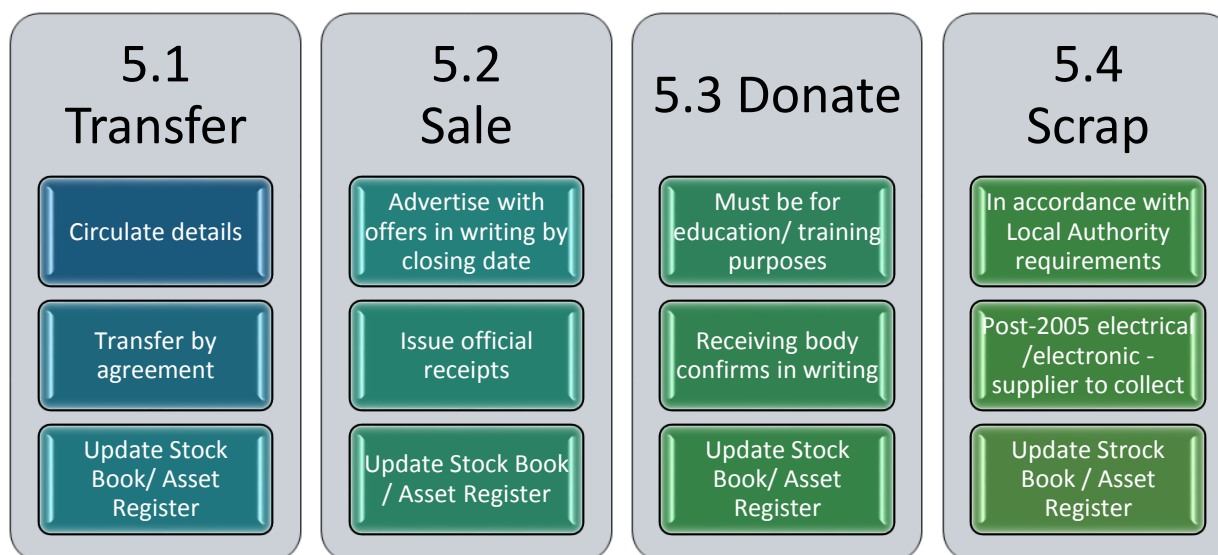 5.1
Transfer
Circulate details
Transfer by
agreement
Update Stock
Book/ Asset
Register
5.2
Sale
Advertise with
offers in writing by
closing date
Issue official
receipts
Update Stock Book
/ Asset Register
5.3 Donate
Must be for
education/ training
purposes
Receiving body
confirms in writing
Update Stock
Book/ Asset
Register
5.4
Scrap
In accordance with
Local Authority
requirements
Post-2005 electrical
/electronic -
supplier to collect
Update Strock
Book / Asset
Register